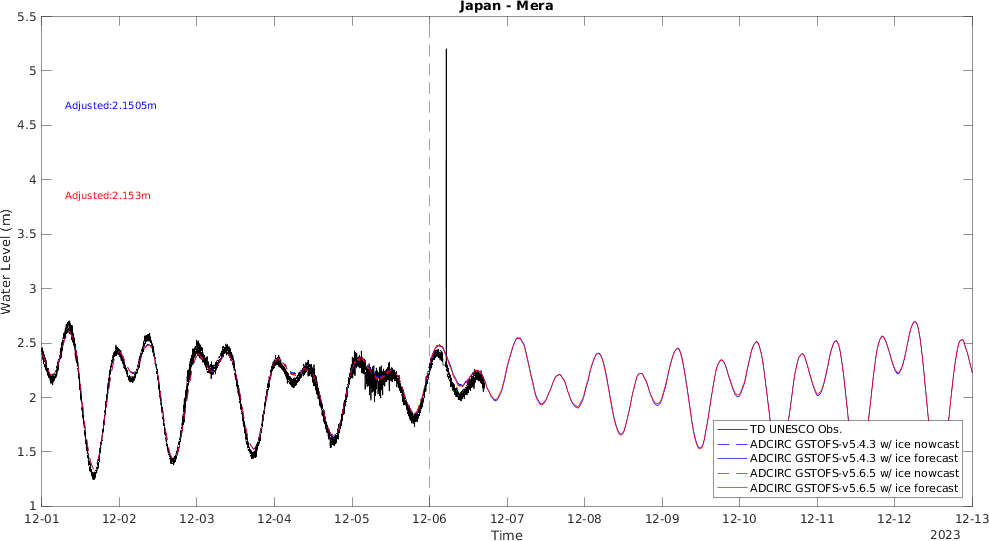 Japan - Mera
5.5
5
4.5
4
3.5
3
2.5
2
1.5
1
Water Level (m)
Adjusted:2.1505m
Adjusted:2.153m
TD UNESCO Obs.
ADCIRC GSTOFS-v5.4.3 w/ ice nowcast
ADCIRC GSTOFS-v5.4.3 w/ ice forecast
ADCIRC GSTOFS-v5.6.5 w/ ice nowcast
ADCIRC GSTOFS-v5.6.5 w/ ice forecast
12-01 12-02 12-03 12-04 12-05 12-06 12-07 12-08 12-09 12-10 12-11 12-12 12-13
Time
2023